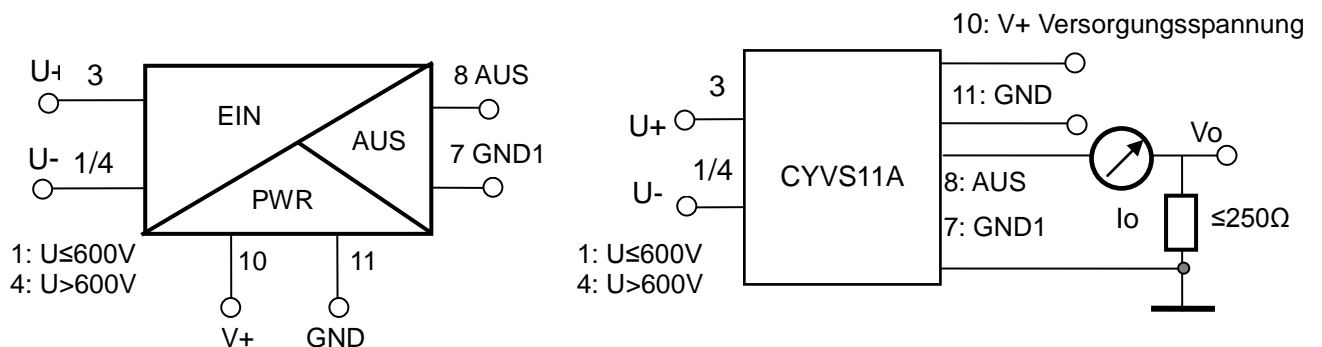 U+ 3
EIN
8 AUS
AUS
U- 1/4
7 GND1
PWR
1: U≤600V
4: U>600V
10
11
V+
GND
10: V+ Versorgungsspannung
3
U+
11: GND
Vo
1/4
U-
CYVS11A
8: AUS
7: GND1
Io
≤250Ω
1: U≤600V
4: U>600V